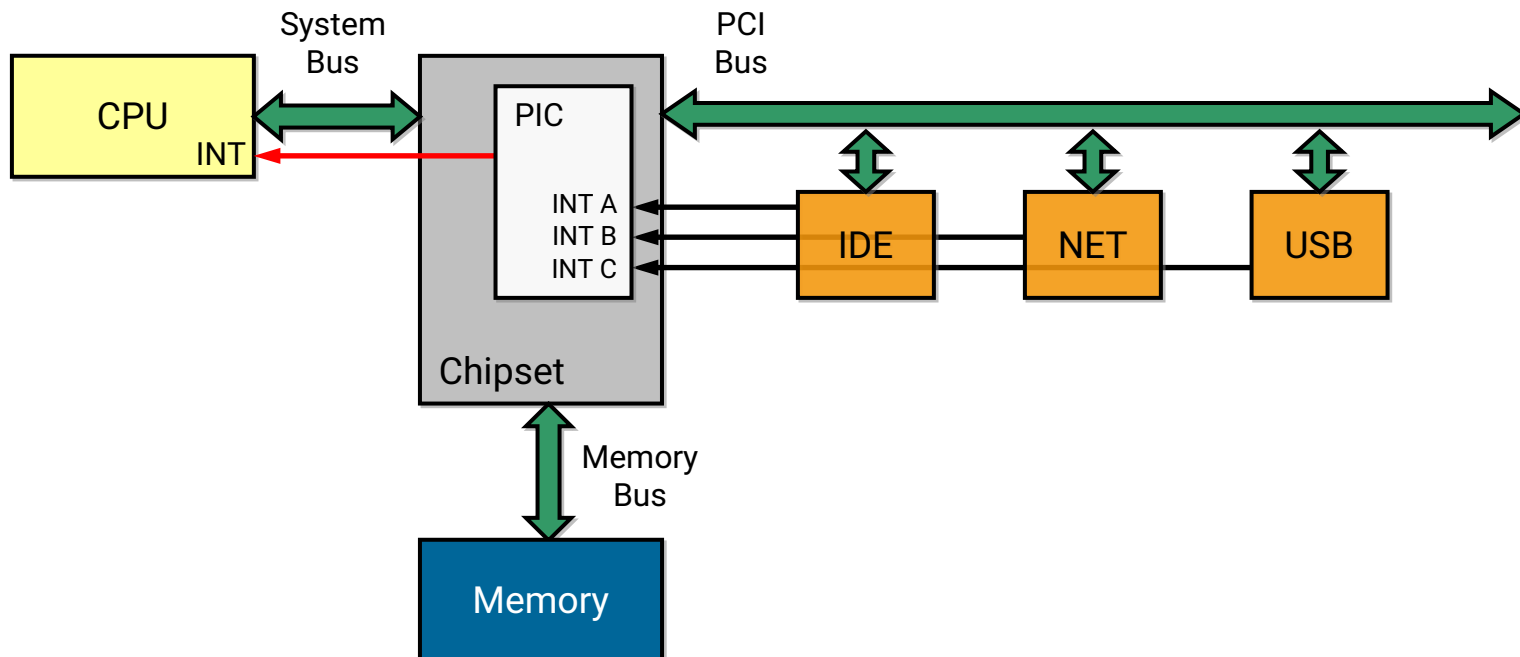 System
Bus
PCI
Bus
CPU
INT
PIC
INT A
INT B
INT C
IDE
NET
USB
Chipset
Memory
Bus
Memory